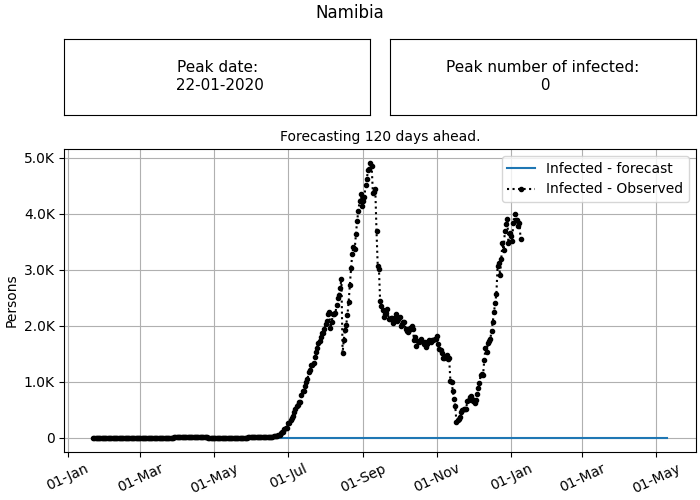 Namibia
Peak date:
22-01-2020
Peak number of infected:
0
Forecasting 120 days ahead.
Infected - forecast
Infected - Observed
5.0K
4.0K
3.0K
2.0K
1.0K
0
Persons
01-Jan
01-Mar
01-May
01-Jul
01-Sep
01-Nov
01-Jan
01-Mar
01-May